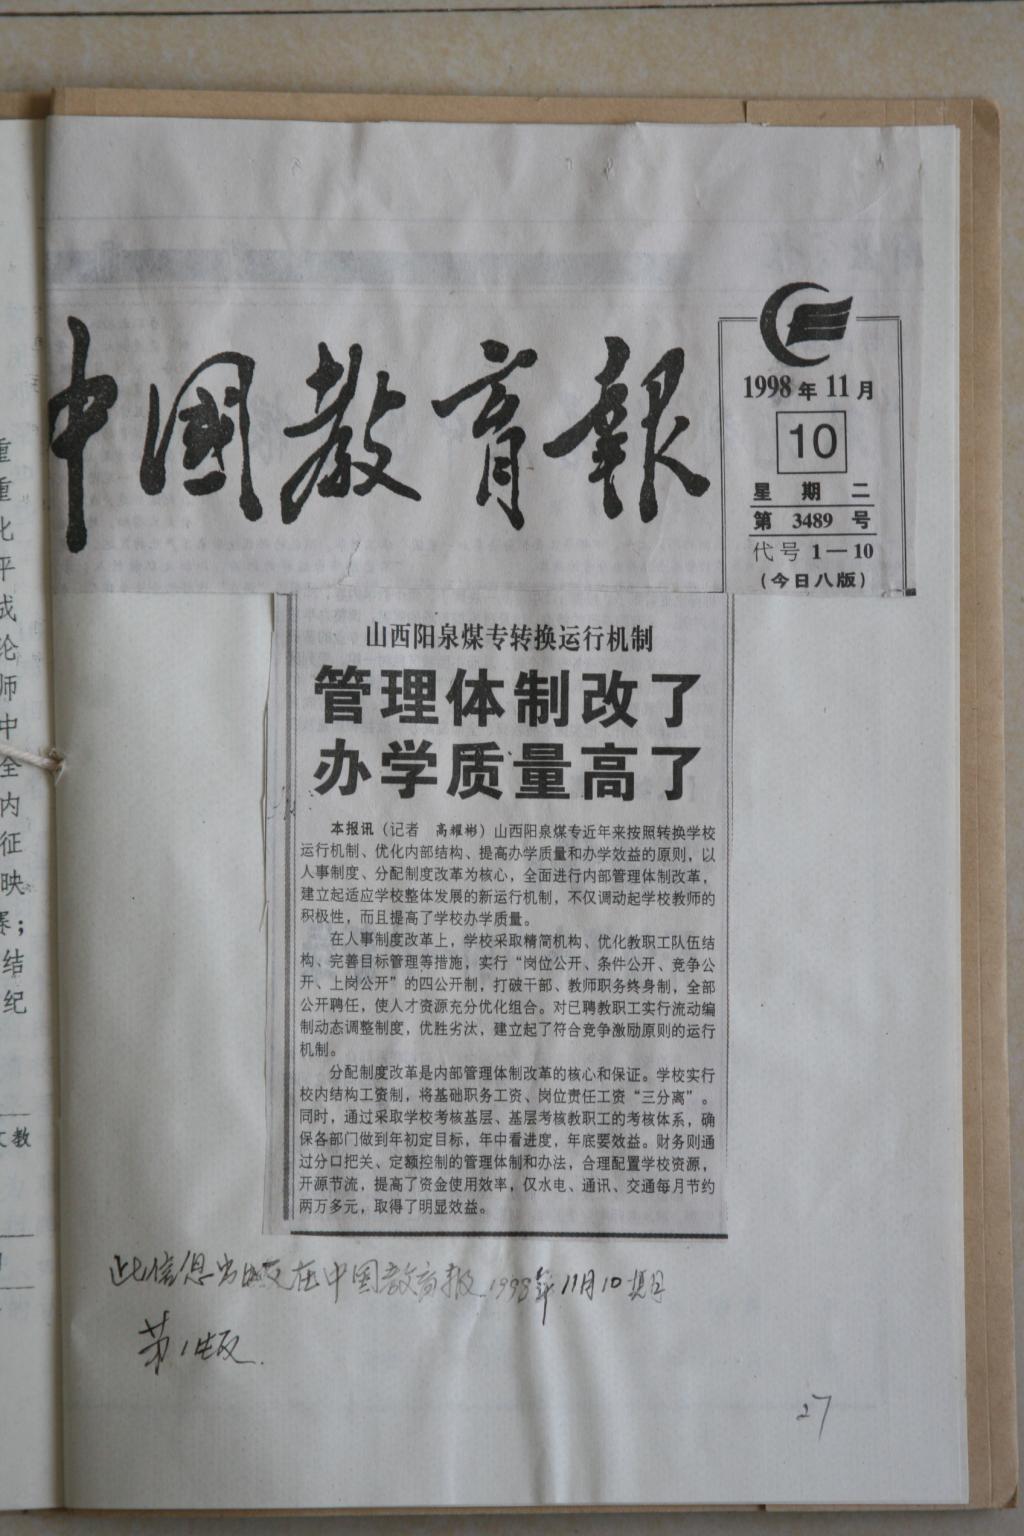 中国教育報
1998年11月
10
星期二
第3489号
代号1—10
(今日八版)
山西阳泉煤专转换运行机制
管理体制改了
办学质量高了
本报讯(记者 高耀彬)山西阳泉煤专近年来按照转换学校
运行机制、优化内部结构、提高办学质量和办学效益的原则,以
人事制度、分配制度改革为核心,全面进行内部管理体制改革,
建立起适应学校整体发展的新运行机制,不仅调动起学校教师的
积极性,而且提高了学校办学质量。
在人事制度改革上,学校采取精简机构、优化教职工队伍结
构、完善目标管理等措施,实行“岗位公开、条件公开、竞争公
开、上岗公开”的四公开制,打破干部、教师职务终身制,全部
公开聘任,使人才资源充分优化组合。对已聘教职工实行流动编
制动态调整制度,优胜劣汰,建立起了符合竞争激励原则的运行
机制。
分配制度改革是内部管理体制改革的核心和保证。学校实行
校内结构工资制,将基础职务工资、岗位责任工资“三分离”。
同时,通过采取学校考核基层、基层考核教职工的考核体系,确
保各部门做到年初定目标,年中看进度,年底要效益。财务则通
过分口把关、定额控制的管理体制和办法,合理配置学校资源,
开源节流,提高了资金使用效率,仅水电、通讯、交通每月节约
两万多元,取得了明显效益。
此信息 在中国教育报1998年11月10
第1版.
27
重
重
化
平
战
论
师
中
全
内
征
映
结
纪
教